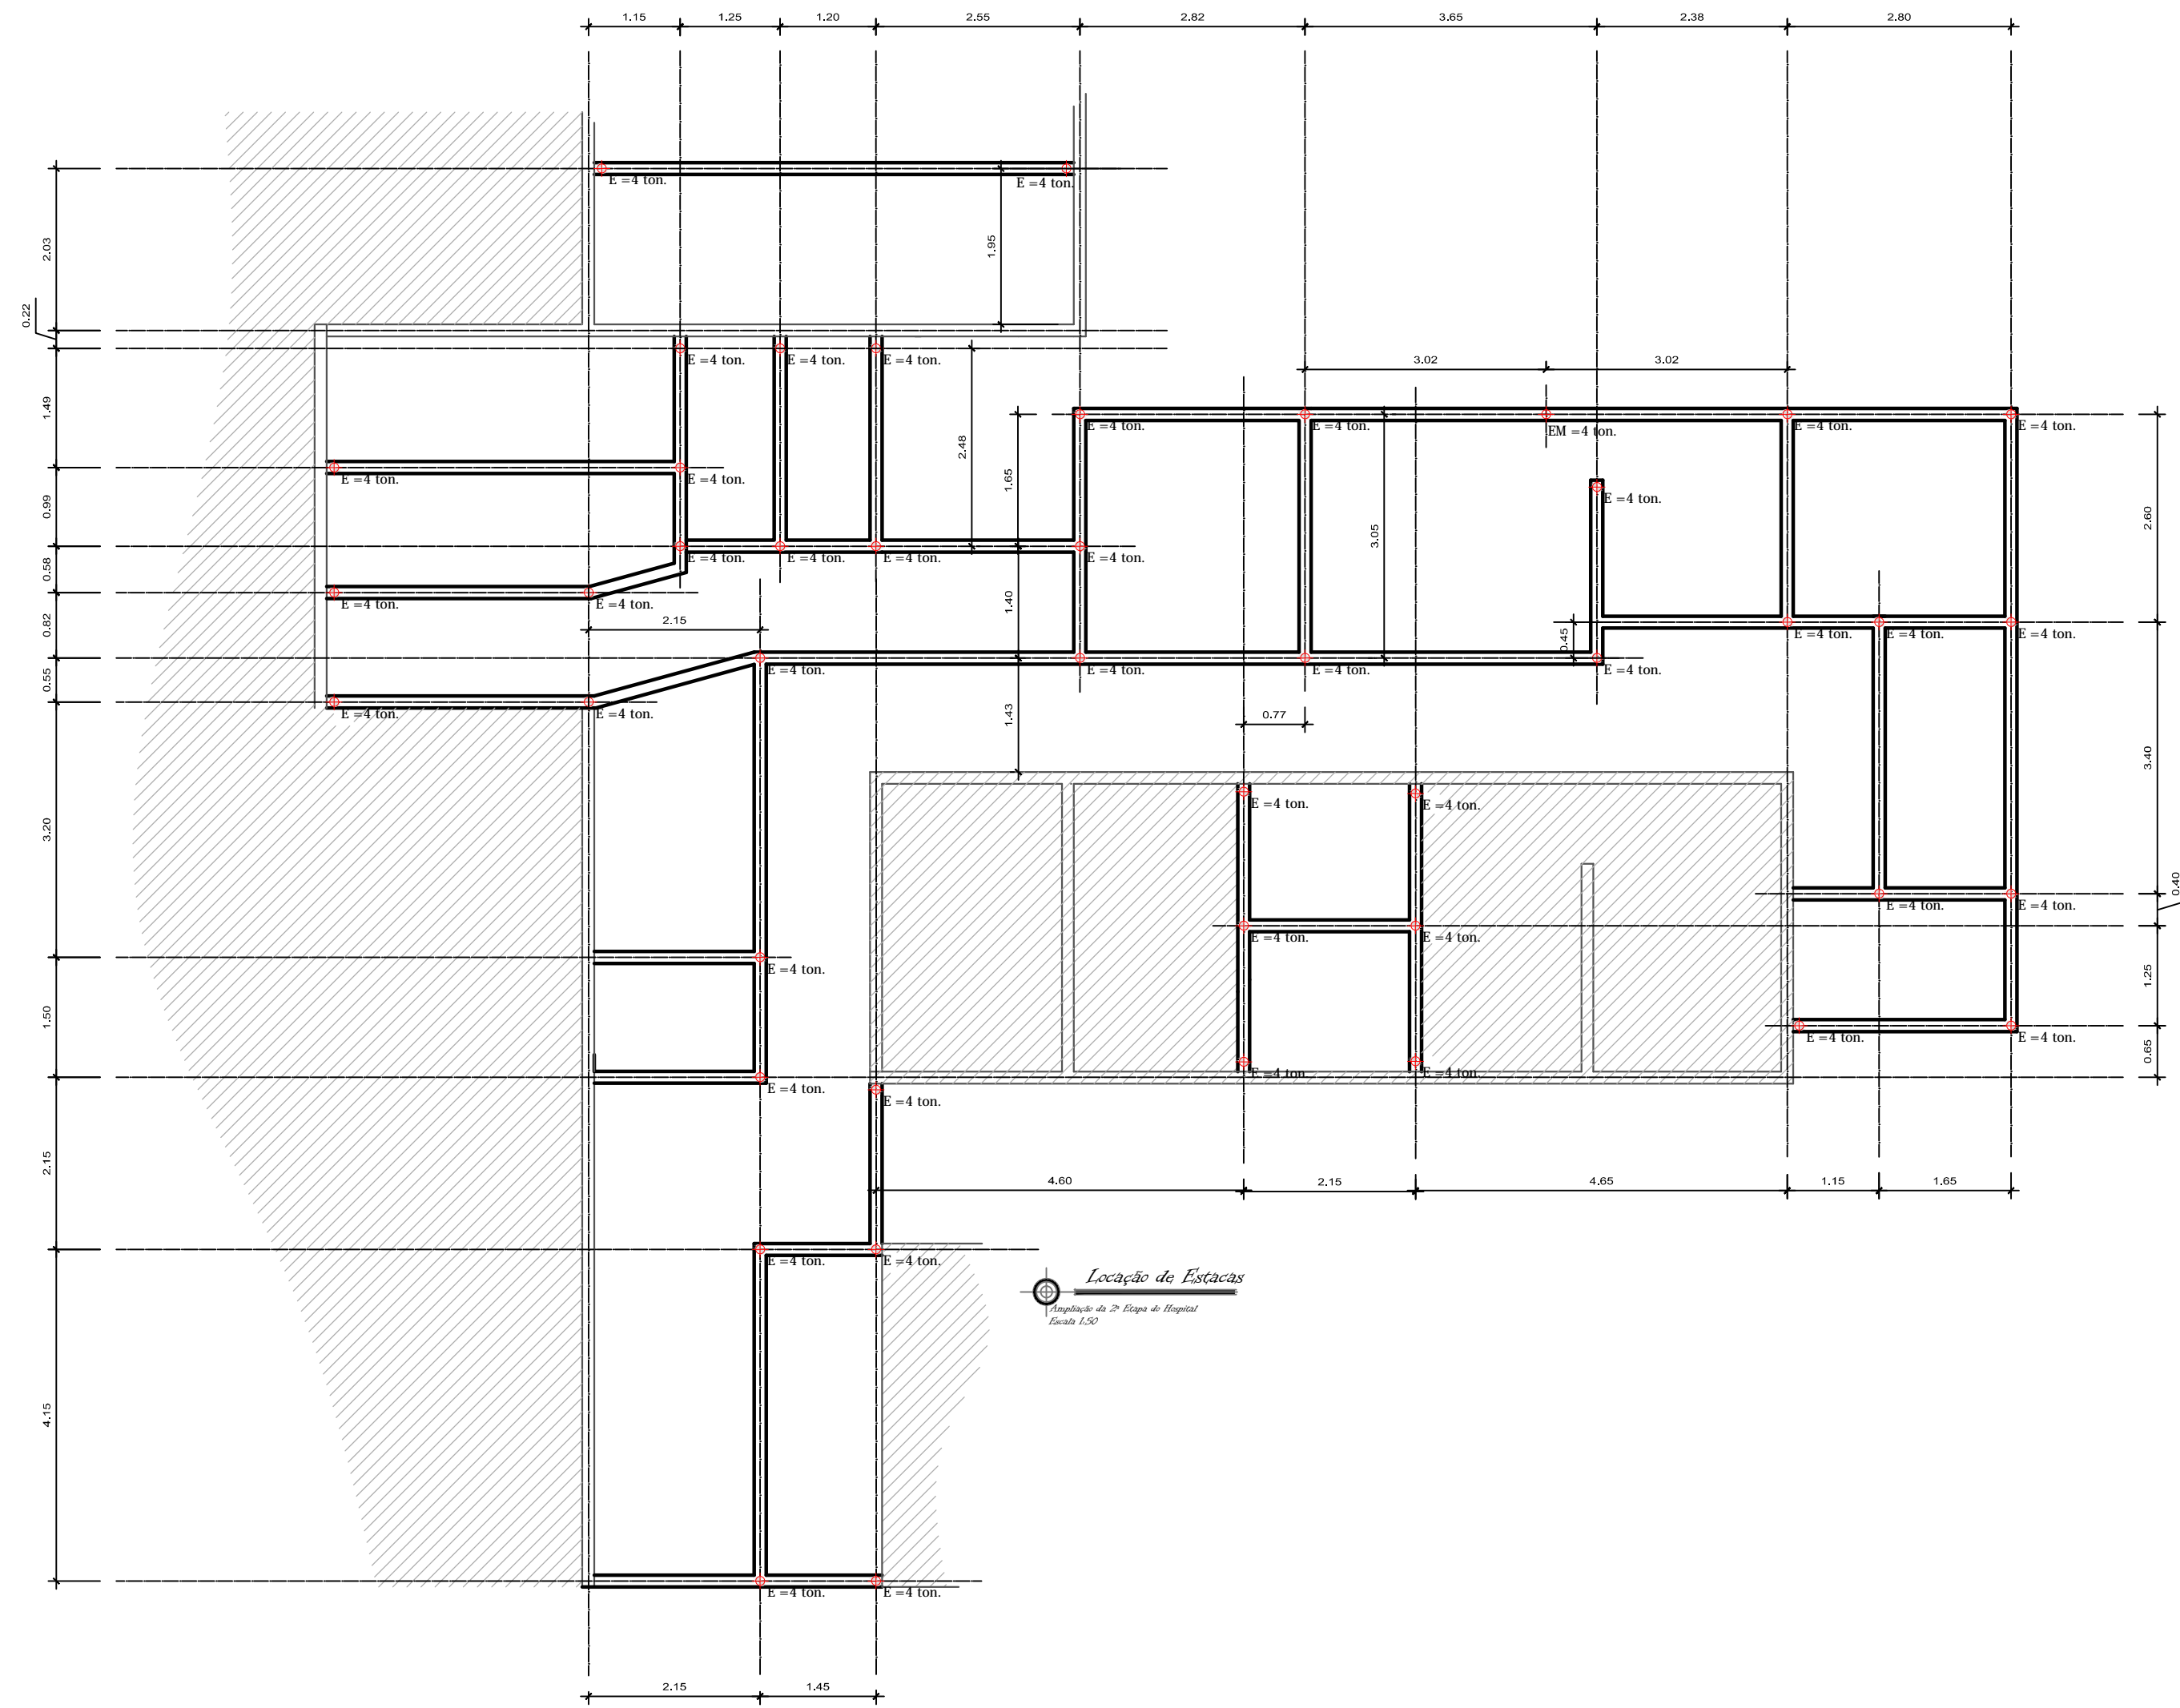 1.15 1.25 1.20 2.55 2.82 3.65 2.38 2.80
E =4 ton. E =4 ton.
2.03
1.95
0.22
E =4 ton. E =4 ton. E =4 ton.
3.02 3.02
1.49
2.48
1.65
E =4 ton. E =4 ton. EM =4 ton. E =4 ton. E =4 ton.
E =4 ton. E =4 ton.
E =4 ton.
0.99
3.05
2.60
E =4 ton. E =4 ton. E =4 ton. E =4 ton.
0.58
E =4 ton. E =4 ton.
1.40
2.15
0.82
0.45
E =4 ton. E =4 ton. E =4 ton.
E =4 ton. E =4 ton. E =4 ton. E =4 ton.
0.55
E =4 ton. E =4 ton.
1.43
0.77
3.40
E =4 ton. E =4 ton.
3.20
0.40
E =4 ton. E =4 ton.
E =4 ton. E =4 ton.
E =4 ton.
1.25
1.50
E =4 ton. E =4 ton.
0.65
E =4 ton. E =4 ton.
E =4 ton.
E =4 ton.
2.15
4.60 2.15 4.65 1.15 1.65
E =4 ton. E =4 ton.
Locação de Estacas
Ampliação da 2ª Etapa do Hospital
Escala 1:50
4.15
E =4 ton. E =4 ton.
2.15 1.45